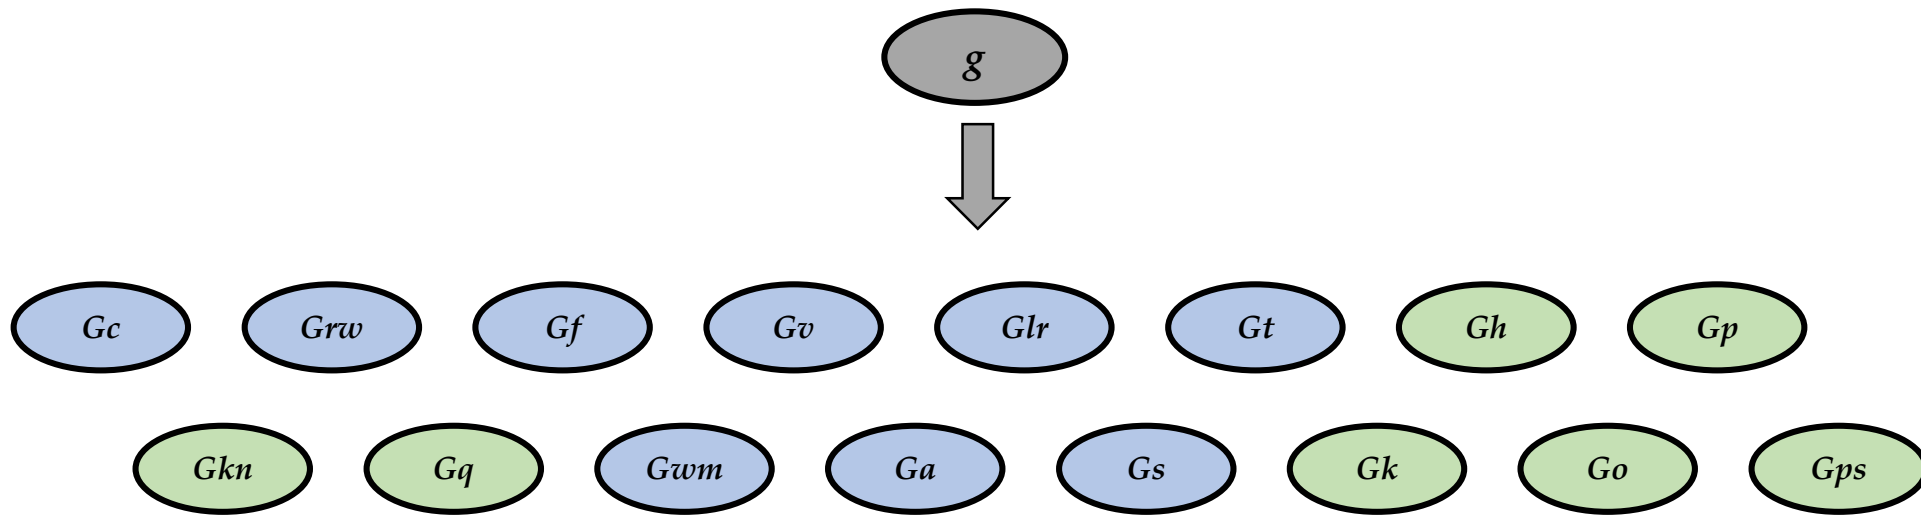 g
Gc Grw Gf Gv Glr Gt Gh Gp
Gkn Gq Gwm Ga Gs Gk Go Gps